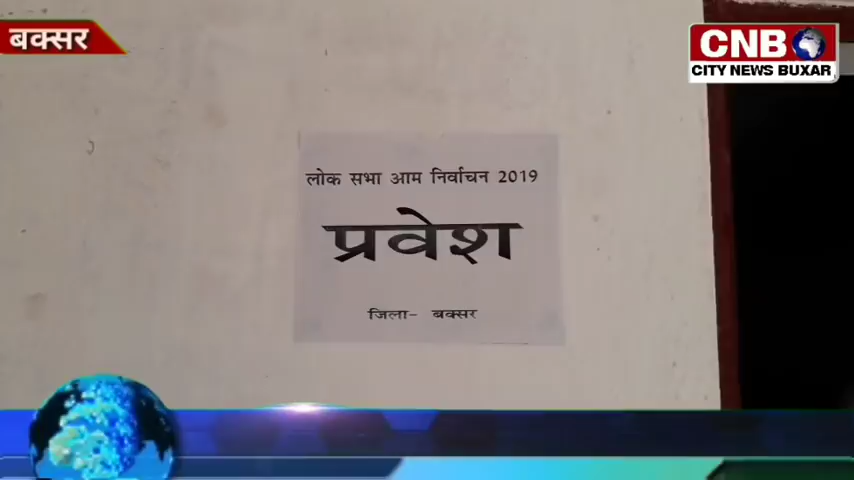 बक्सर
CNB
CITY NEWS BUXAR
लोक सभा आम निर्वाचन 2019
प्रवेश
जिला- बक्सर